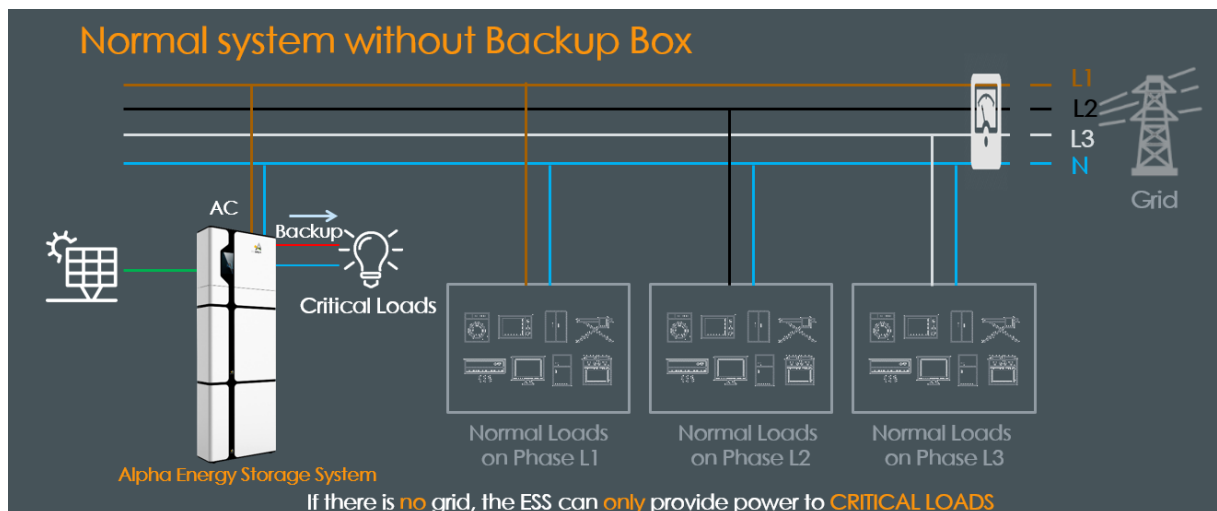 Normal system without Backup Box
L1
L2
L3
N
Grid
AC
Backup
Critical Loads
Normal Loads
on Phase L1
Normal Loads
on Phase L2
Normal Loads
on Phase L3
Alpha Energy Storage System
If there is no grid, the ESS can only provide power to CRITICAL LOADS